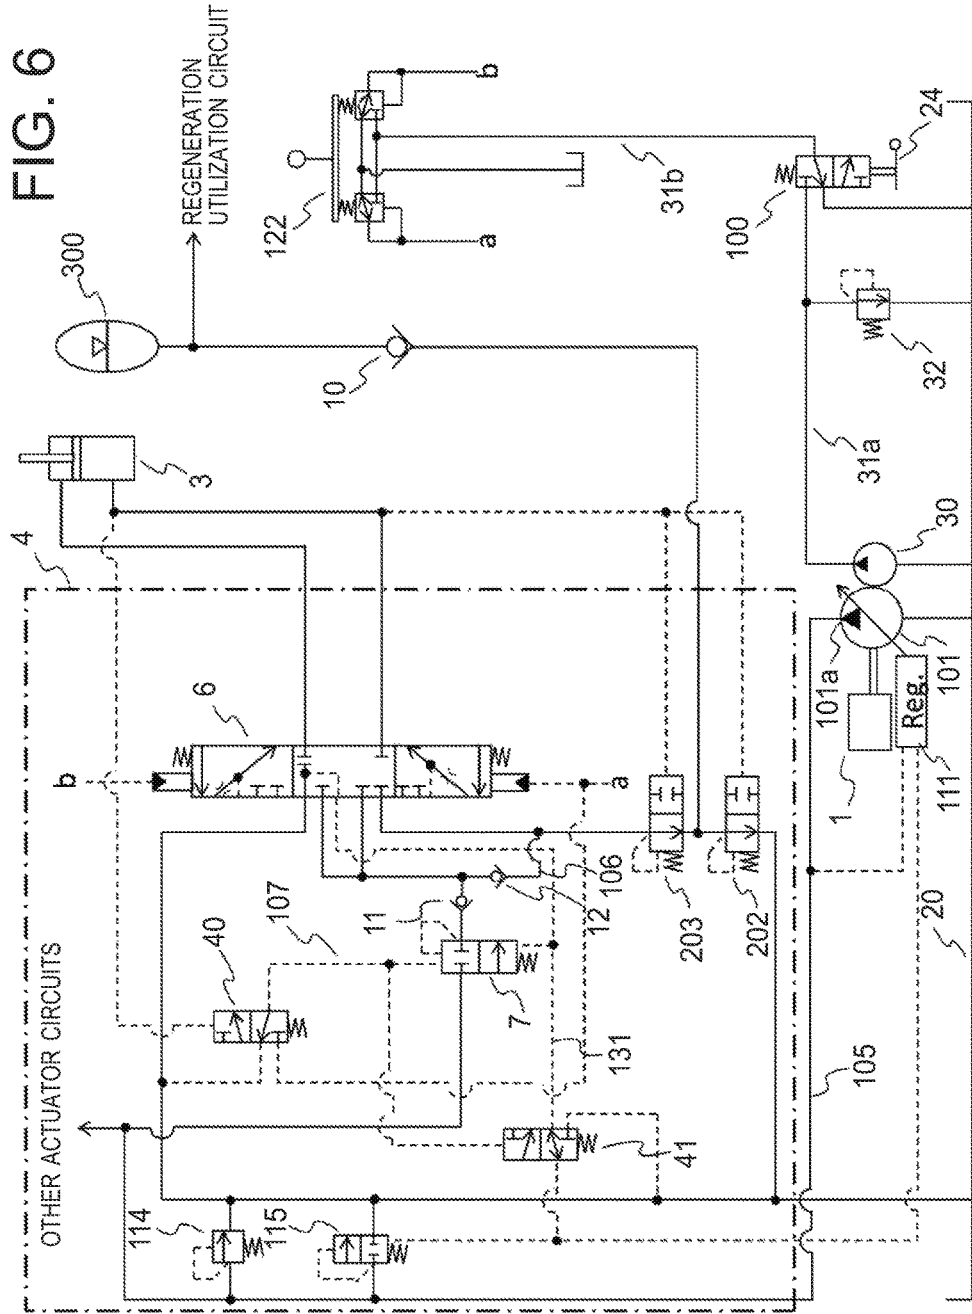 FIG. 6
REGENERATION
UTILIZATION CIRCUIT
300
122
b
a
31b
24
100
10
32
3
31a
4
30
6
b
a
101a
101
Reg.
1
111
OTHER ACTUATOR CIRCUITS
107
11
40
12
106
203
202
20
7
131
105
41
114
115